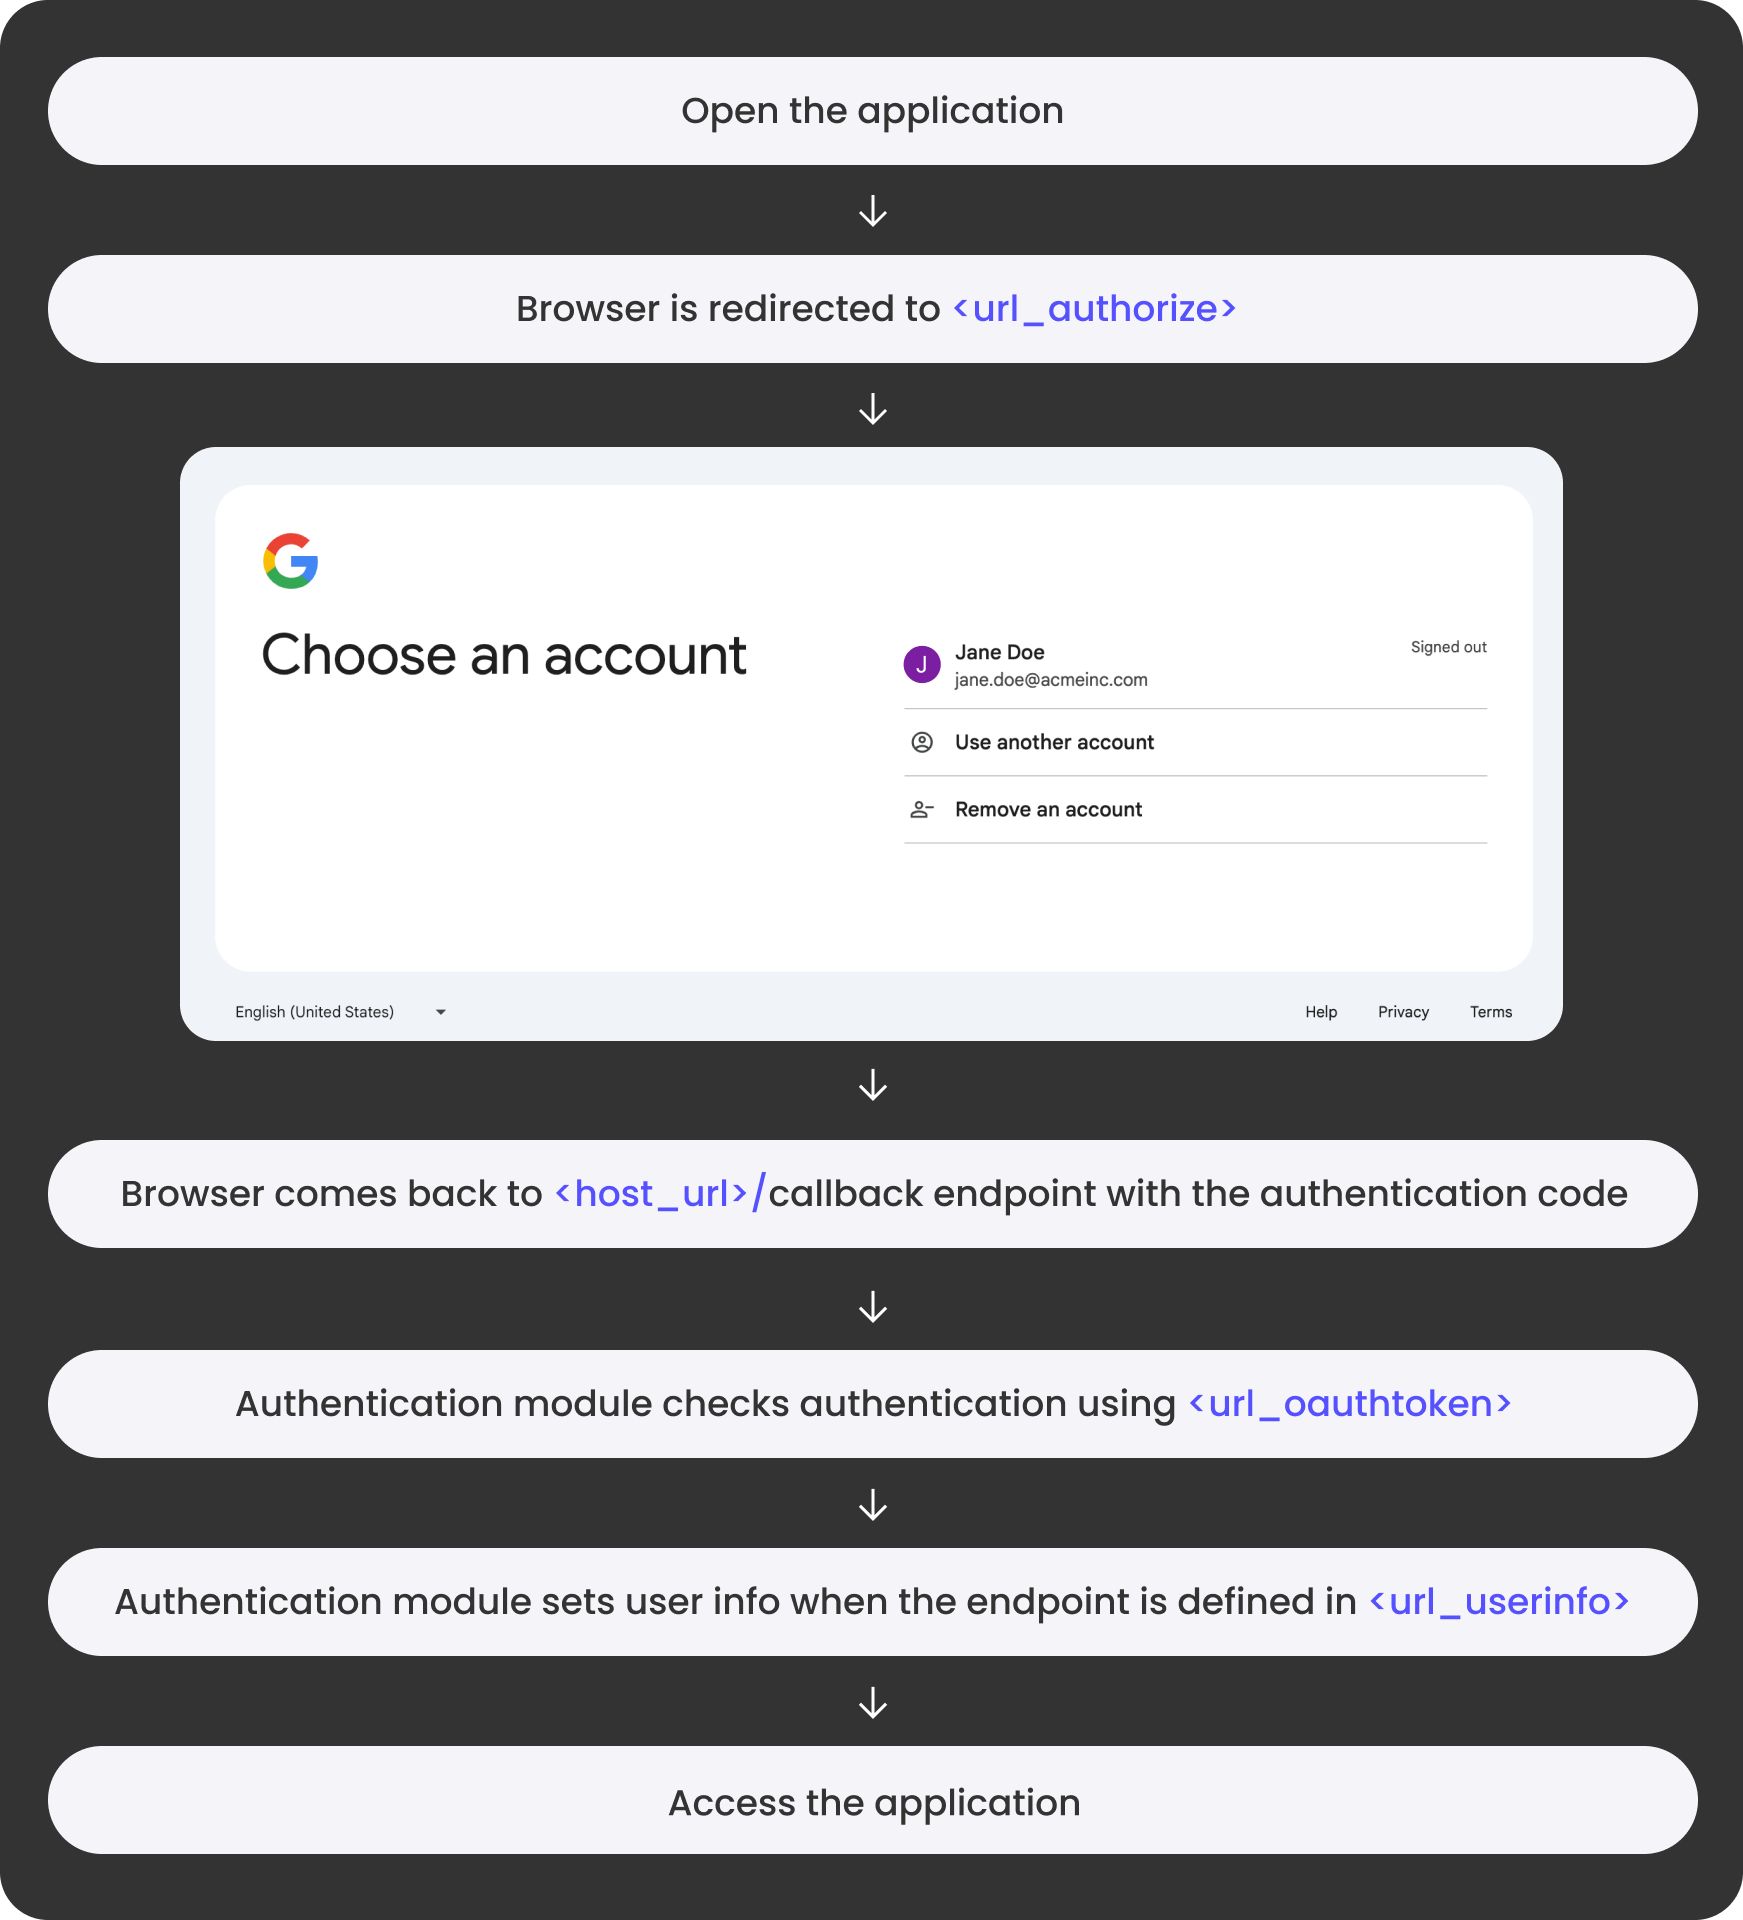 Open the application
Browser is redirected to <url_authorize>
Choose an account
J
Jane Doe
jane.doe@acmeinc.com
Signed out
Use another account
Remove an account
English (United States)
Help Privacy Terms
Browser comes back to <host_url>/callback endpoint with the authentication code
Authentication module checks authentication using <url_oauthtoken>
Authentication module sets user info when the endpoint is defined in <url_userinfo>
Access the application